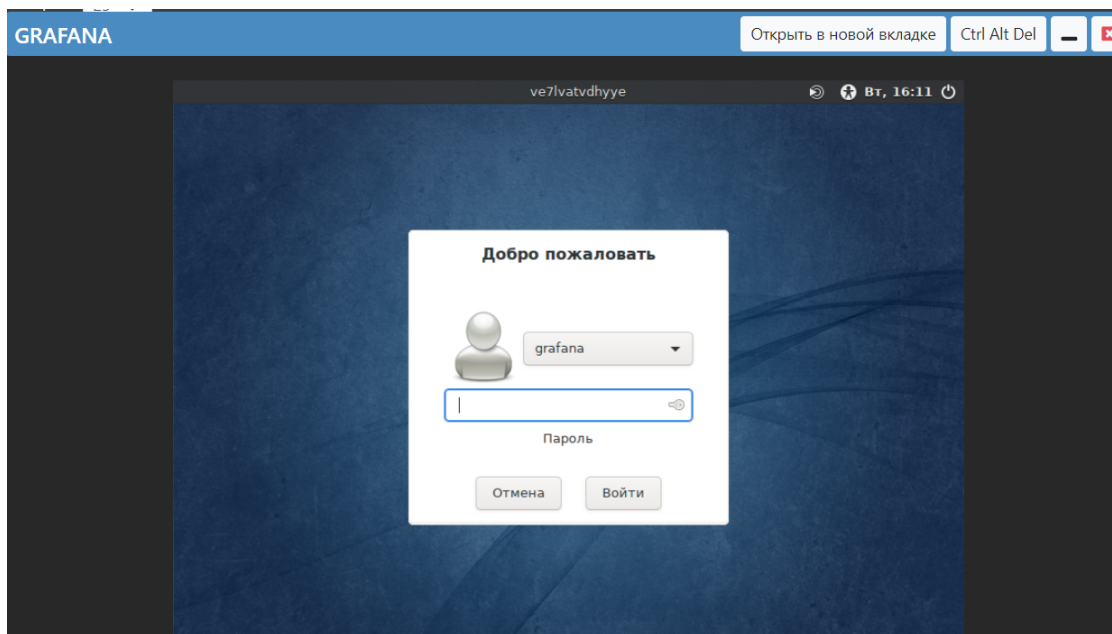 GRAFANA
Открыть в новой вкладке
Ctrl Alt Del
ve7lvatvdhyye
Вт, 16:11
Добро пожаловать
grafana
Пароль
Отмена
Войти